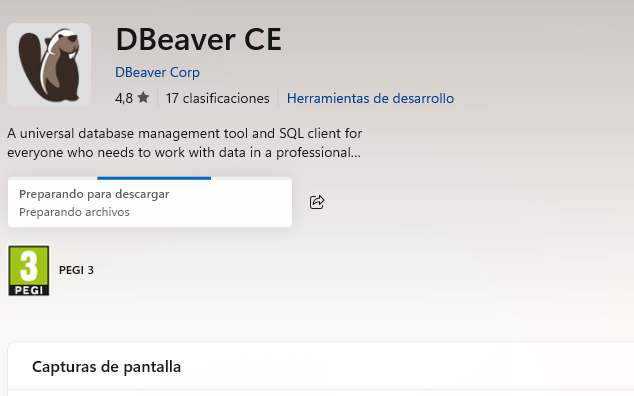 DBeaver CE
DBeaver Corp
4,8 ★ 17 clasificaciones Herramientas de desarrollo
A universal database management tool and SQL client for
everyone who needs to work with data in a professional...
Preparando para descargar
Preparando archivos
3
PEGI
PEGI 3
Capturas de pantalla